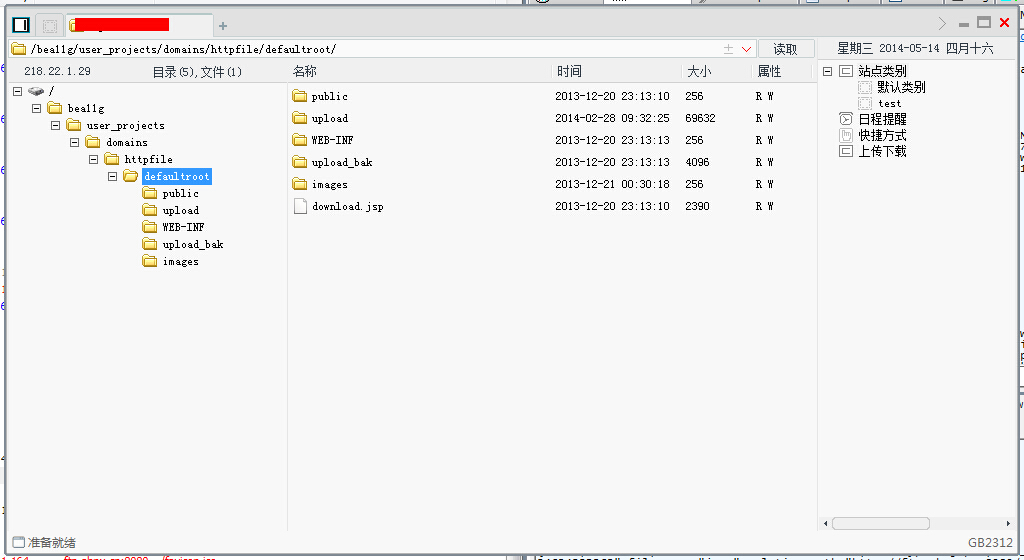 /bea11g/user_projects/domains/httpfile/defaultroot/
读取
星期三 2014-05-14 四月十六
218.22.1.29
目录(5),文件(1)
名称 时间 大小 属性
/
bea11g
user_projects
domains
httpfile
defaultroot
public
upload
WEB-INF
upload_bak
images
public 2013-12-20 23:13:10 256 R W
upload 2014-02-28 09:32:25 69632 R W
WEB-INF 2013-12-20 23:13:13 256 R W
upload_bak 2013-12-20 23:13:13 4096 R W
images 2013-12-21 00:30:18 256 R W
download.jsp 2013-12-20 23:13:10 2390 R W
站点类别
默认类别
test
日程提醒
快捷方式
上传下载
准备就绪
GB2312